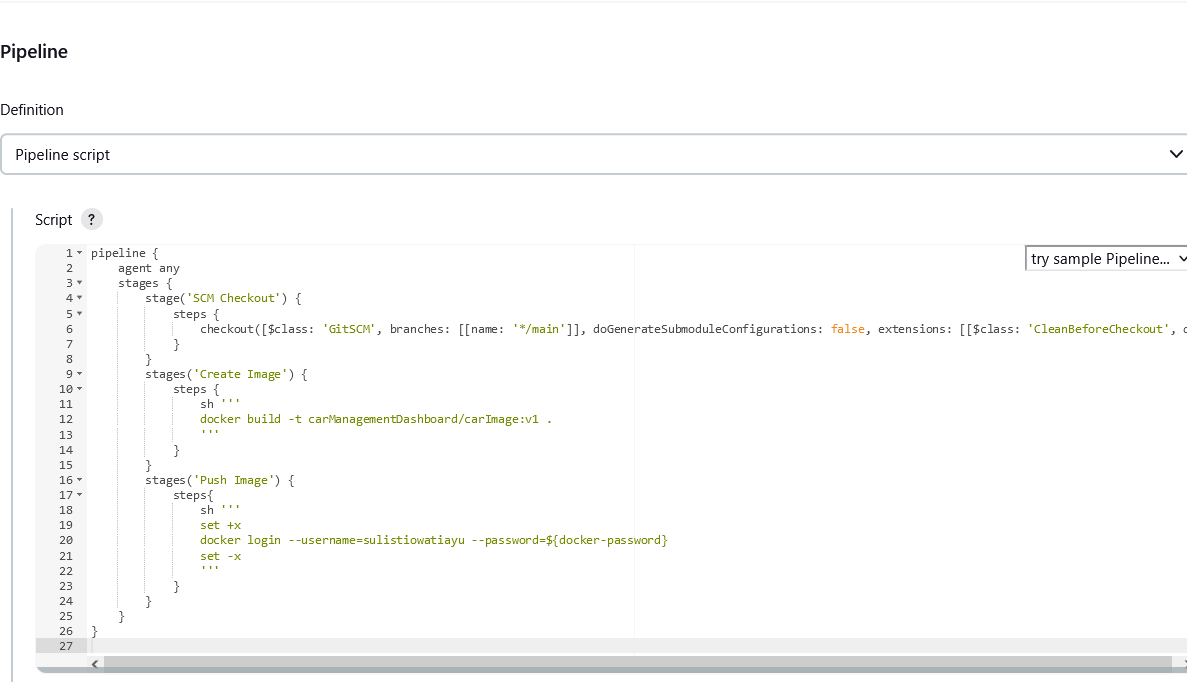 Pipeline
Definition
Pipeline script
Script ?
try sample Pipeline...
1 pipeline {
2 agent any
3 stages {
4 stage('SCM Checkout') {
5 steps {
6 checkout([$class: 'GitSCM', branches: [[name: '*/main']], doGenerateSubmoduleConfigurations: false, extensions: [[$class: 'CleanBeforeCheckout',
7 }
8 }
9 stages('Create Image') {
10 steps {
11 sh '''
12 docker build -t carManagementDashboard/carImage:v1 .
13 '''
14 }
15 }
16 stages('Push Image') {
17 steps{
18 sh '''
19 set +x
20 docker login --username=sulistiowatiayu --password=${docker-password}
21 set -x
22 '''
23 }
24 }
25 }
26 }
27